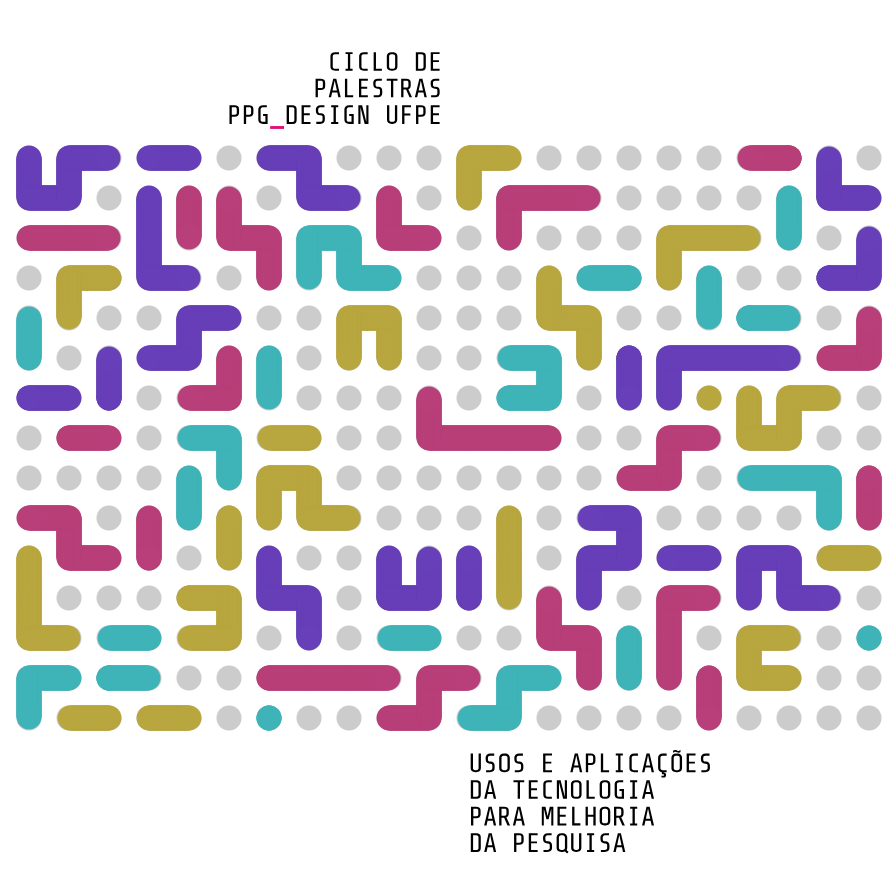 CICLO DE
PALESTRAS
PPG_DESIGN UFPE
USOS E APLICAÇÕES
DA TECNOLOGIA
PARA MELHORIA
DA PESQUISA